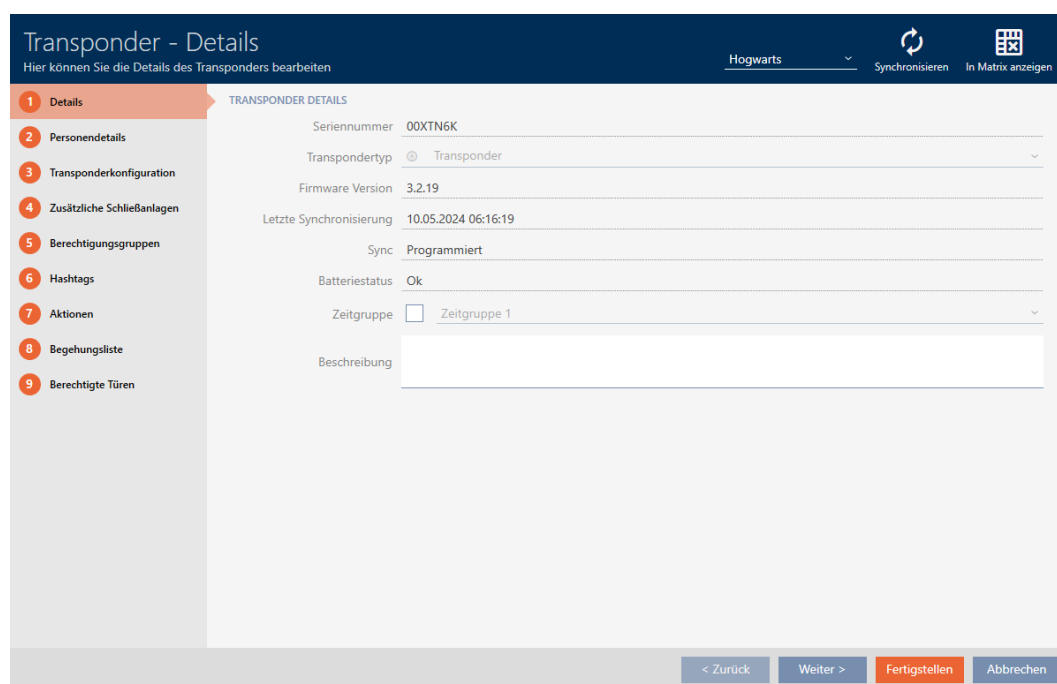 Transponder - Details
Hier können Sie die Details des Transponders bearbeiten
Hogwarts
Synchronisieren
In Matrix anzeigen
1 Details
2 Personendetails
3 Transponderkonfiguration
4 Zusätzliche Schließanlagen
5 Berechtigungsgruppen
6 Hashtags
7 Aktionen
8 Begehungsliste
9 Berechtigte Türen
TRANSPONDER DETAILS
Seriennummer 00XTN6K
Transpondertyp Transponder
Firmware Version 3.2.19
Letzte Synchronisierung 10.05.2024 06:16:19
Sync Programmiert
Batteriestatus Ok
Zeitgruppe Zeitgruppe 1
Beschreibung
< Zurück Weiter > Fertigstellen Abbrechen